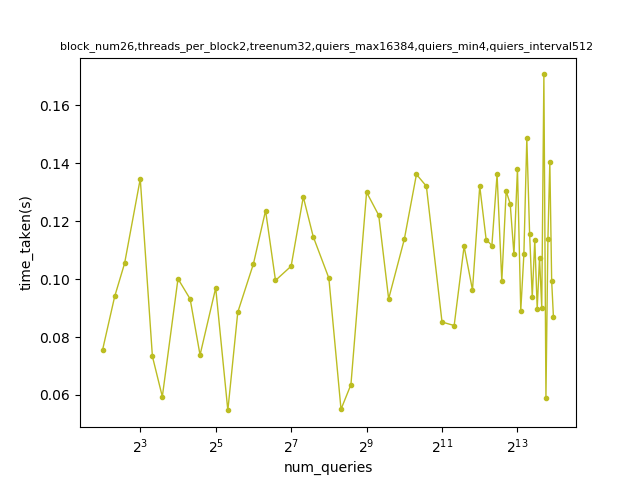 block_num26,threads_per_block2,treenum32,quiers_max16384,quiers_min4,quiers_interval512
time_taken(s)
0.16
0.14
0.12
0.10
0.08
0.06
2^3 2^5 2^7 2^9 2^11 2^13
num_queries